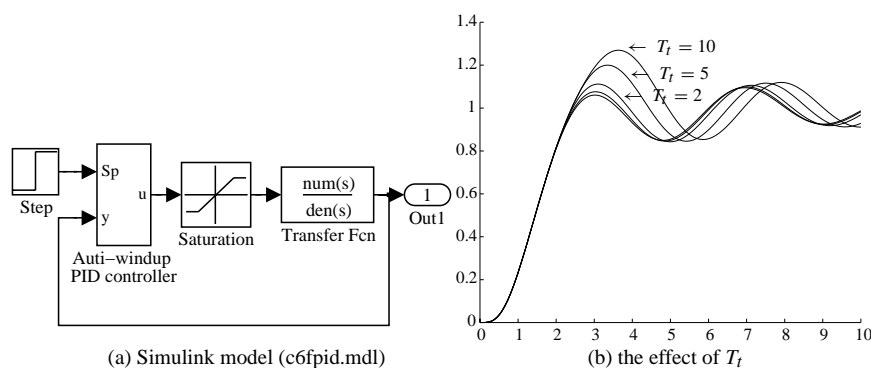 Step
Sp
y
u
Auti−windup
PID controller
Saturation
num(s)
den(s)
Transfer Fcn
1
Out1
(a) Simulink model (c6fpid.mdl)
1.4
1.2
1
0.8
0.6
0.4
0.2
0
0 1 2 3 4 5 6 7 8 9 10
← T_t = 10
← T_t = 5
← T_t = 2
(b) the effect of T_t